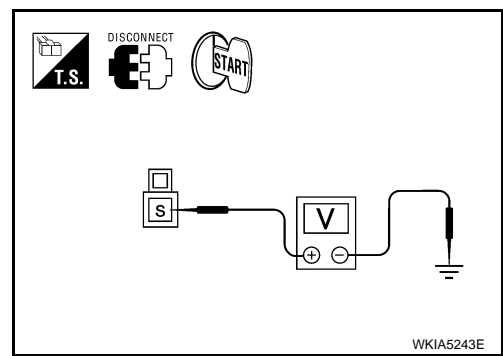 DISCONNECT
T.S.
START
S
V
+ −
WKIA5243E